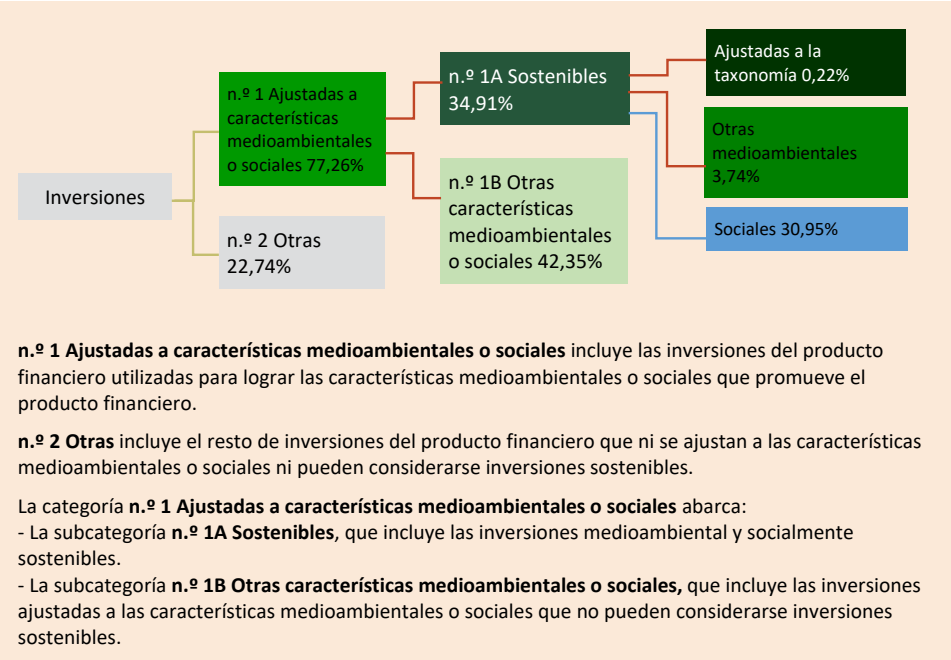 Inversiones
n.º 1 Ajustadas a
características
medioambientales
o sociales 77,26%
n.º 2 Otras
22,74%
n.º 1A Sostenibles
34,91%
n.º 1B Otras
características
medioambientales
o sociales 42,35%
Ajustadas a la
taxonomía 0,22%
Otras
medioambientales
3,74%
Sociales 30,95%
n.º 1 Ajustadas a características medioambientales o sociales incluye las inversiones del producto
financiero utilizadas para lograr las características medioambientales o sociales que promueve el
producto financiero.
n.º 2 Otras incluye el resto de inversiones del producto financiero que ni se ajustan a las características
medioambientales o sociales ni pueden considerarse inversiones sostenibles.
La categoría n.º 1 Ajustadas a características medioambientales o sociales abarca:
- La subcategoría n.º 1A Sostenibles, que incluye las inversiones medioambiental y socialmente
sostenibles.
- La subcategoría n.º 1B Otras características medioambientales o sociales, que incluye las inversiones
ajustadas a las características medioambientales o sociales que no pueden considerarse inversiones
sostenibles.